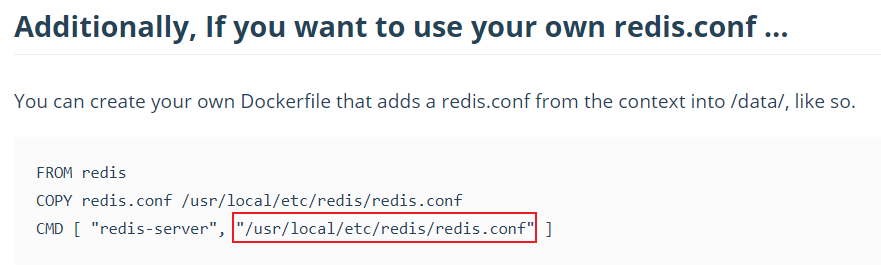 Additionally, If you want to use your own redis.conf ...
You can create your own Dockerfile that adds a redis.conf from the context into /data/, like so.
FROM redis
COPY redis.conf /usr/local/etc/redis/redis.conf
CMD [ "redis-server", "/usr/local/etc/redis/redis.conf" ]